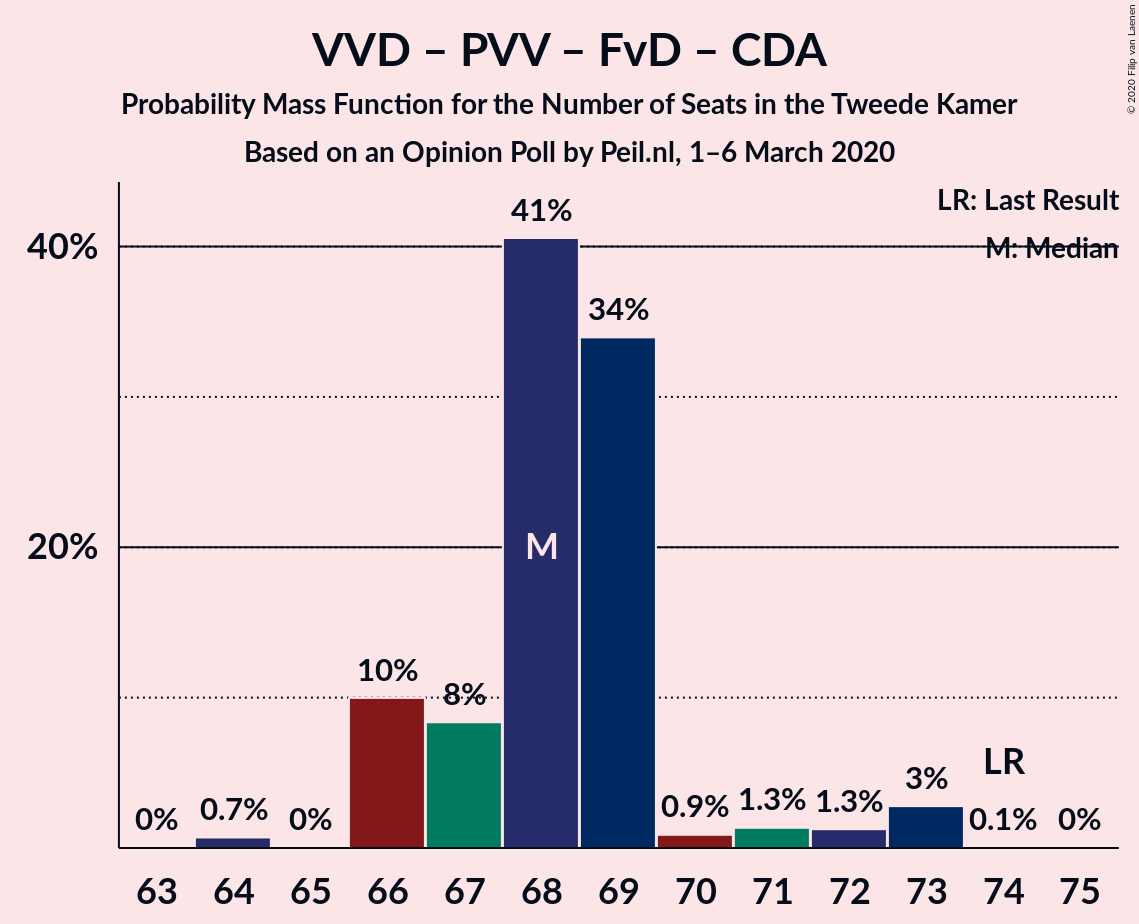 VVD – PVV – FvD – CDA
Probability Mass Function for the Number of Seats in the Tweede Kamer
Based on an Opinion Poll by Peil.nl, 1–6 March 2020
© 2020 Filip van Laenen
LR: Last Result
M: Median
40%
20%
0%
0.7%
0%
10%
8%
41%
M
34%
0.9%
1.3%
1.3%
3%
LR
0.1%
0%
63 64 65 66 67 68 69 70 71 72 73 74 75